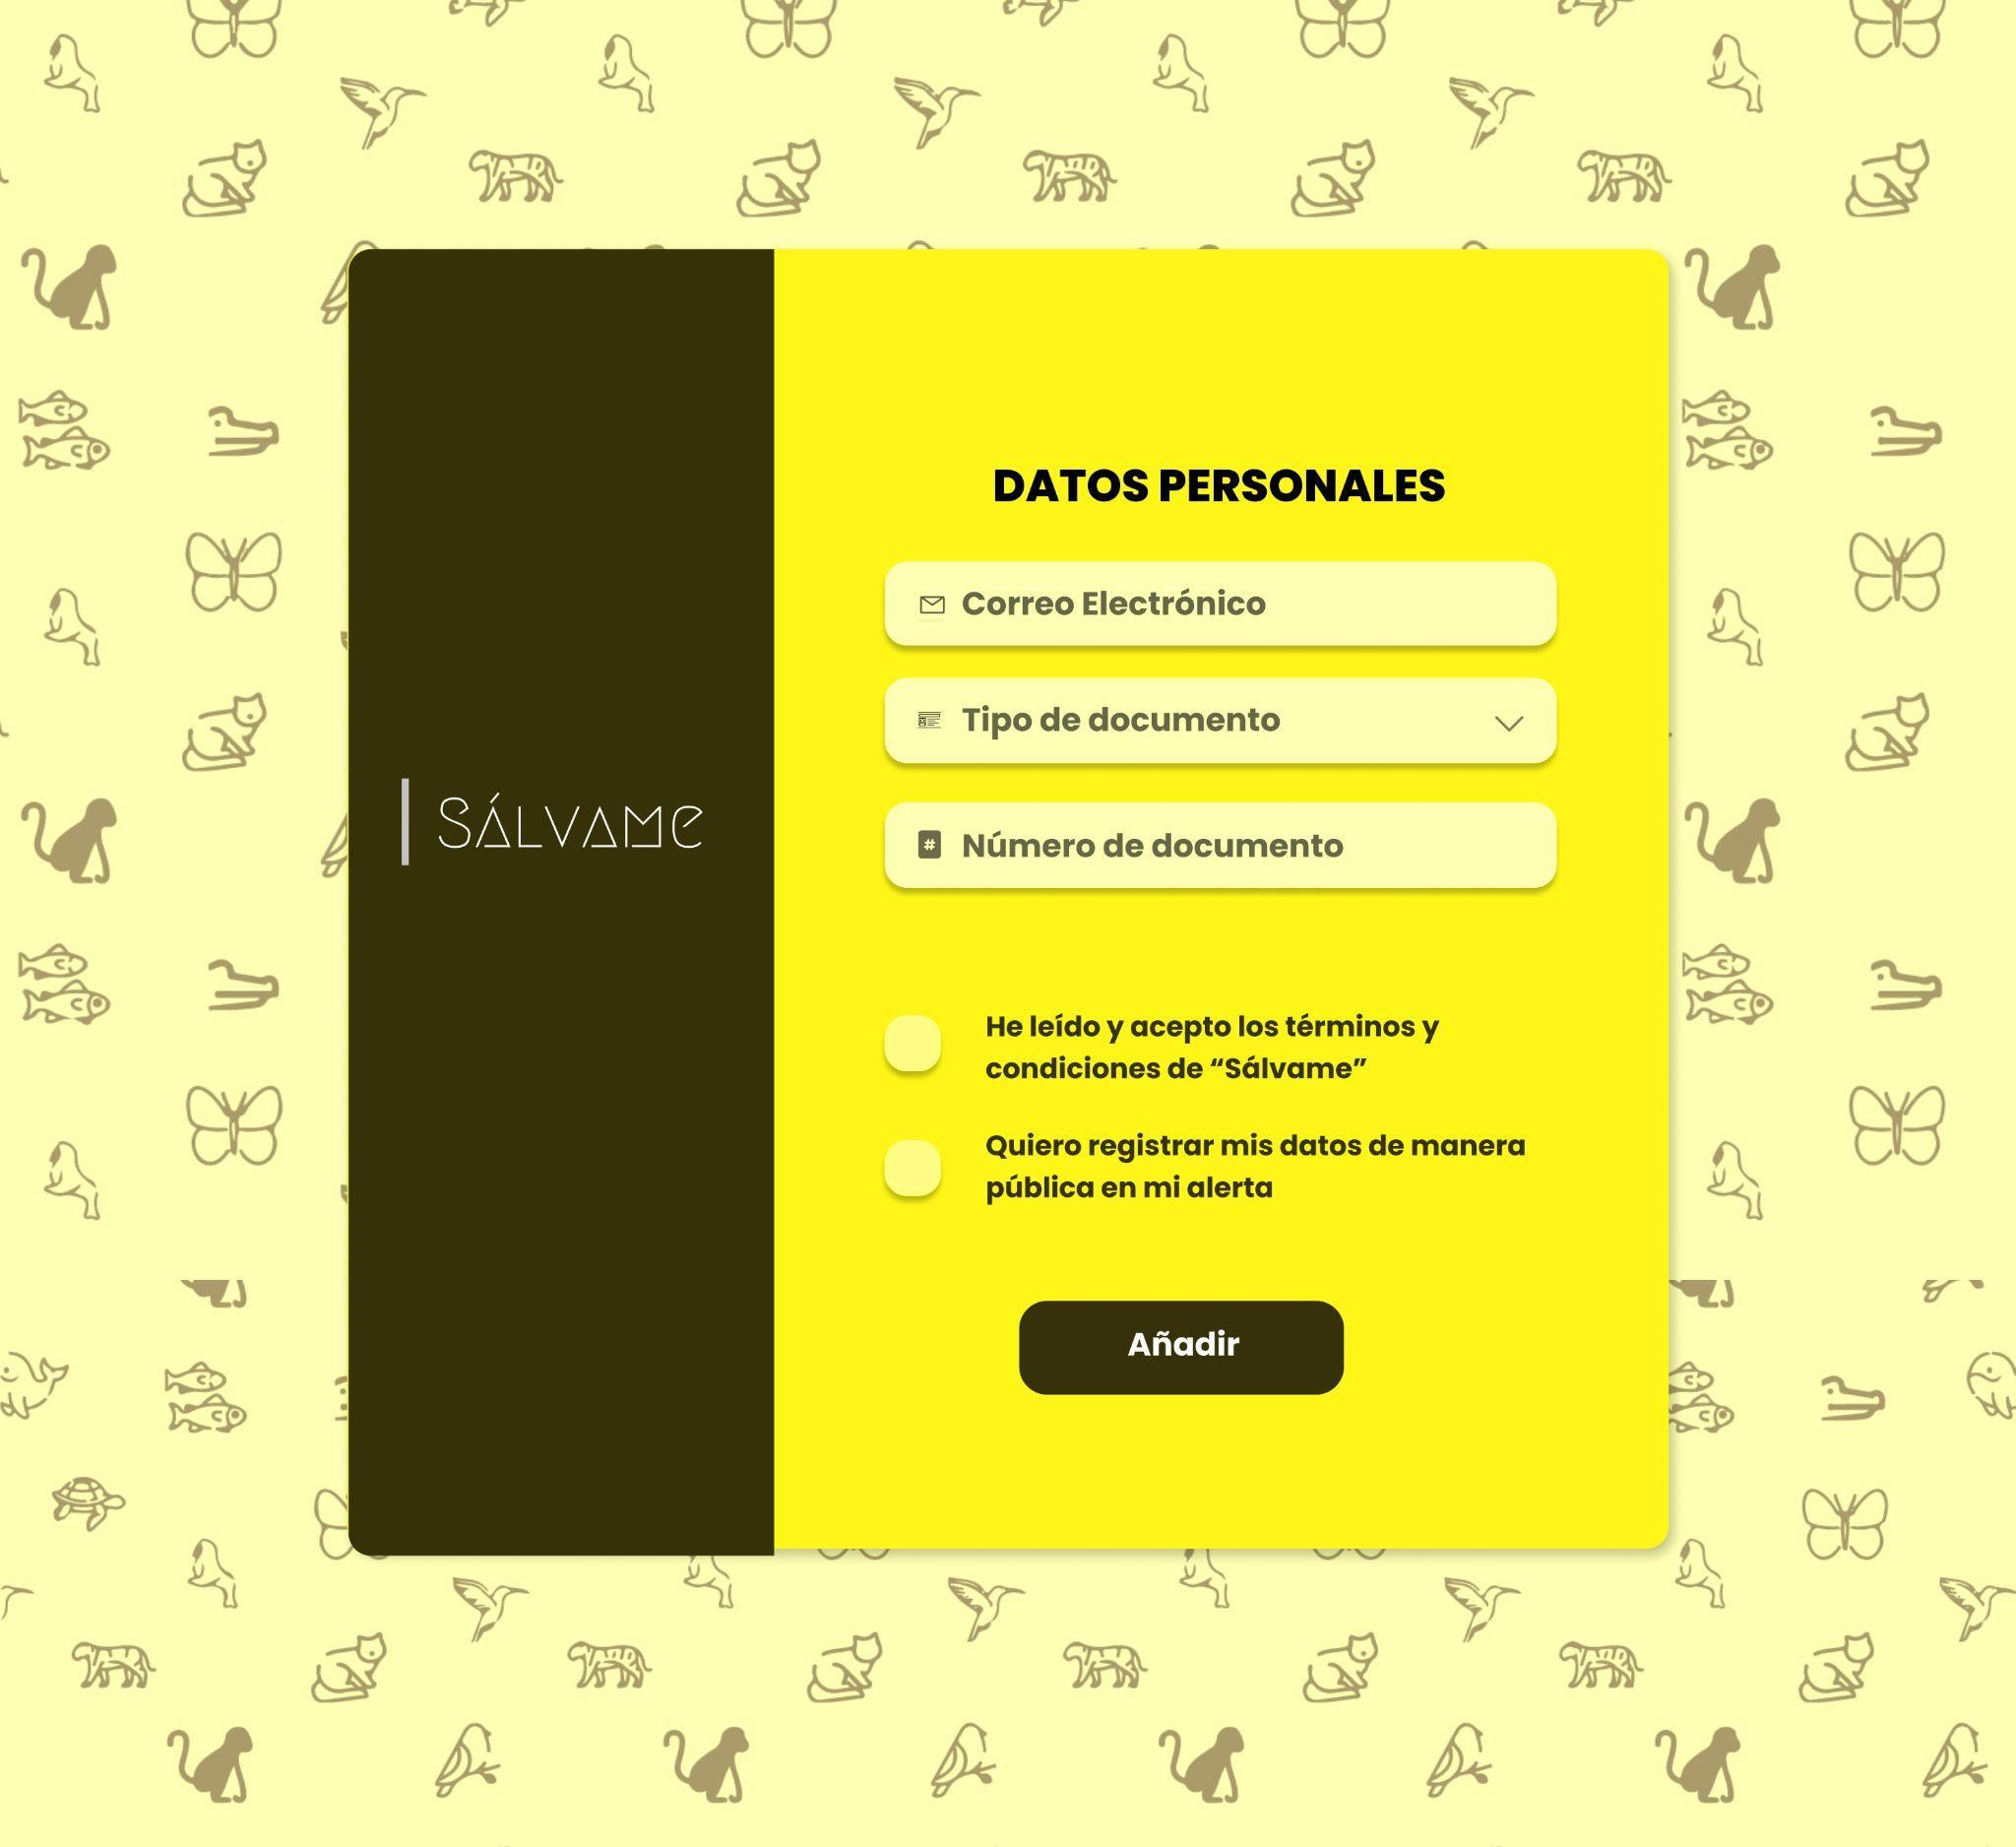 SÁLVAME
DATOS PERSONALES
Correo Electrónico
Tipo de documento
# Número de documento
He leído y acepto los términos y
condiciones de “Sálvame”
Quiero registrar mis datos de manera
pública en mi alerta
Añadir